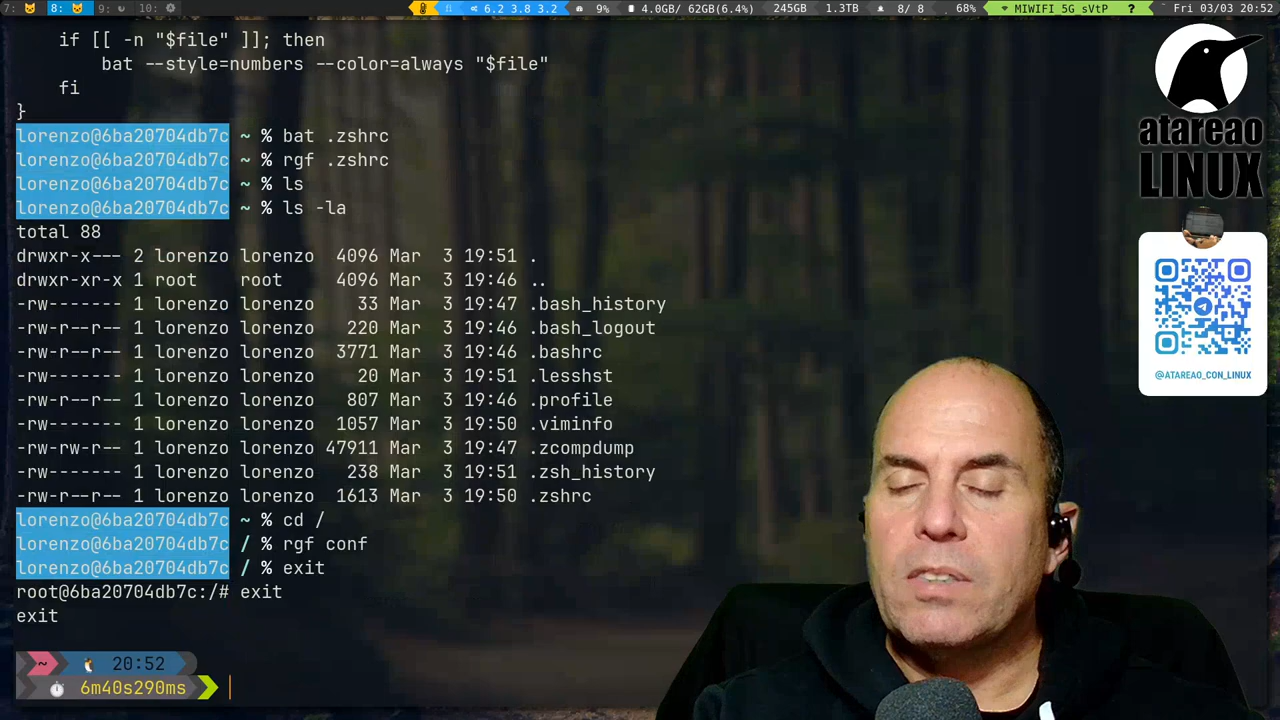 7: 8: 9: 10: 6.2 3.8 3.2 9% 4.0GB/ 62GB(6.4%) 245GB 1.3TB 8/ 8 68% MIWIFI 5G sVtP ? Fri 03/03 20:52
if [[ -n "$file" ]]; then
bat --style=numbers --color=always "$file"
fi
}
lorenzo@6ba20704db7c ~ % bat .zshrc
lorenzo@6ba20704db7c ~ % rgf .zshrc
lorenzo@6ba20704db7c ~ % ls
lorenzo@6ba20704db7c ~ % ls -la
total 88
drwxr-x--- 2 lorenzo lorenzo 4096 Mar 3 19:51 .
drwxr-xr-x 1 root root 4096 Mar 3 19:46 ..
-rw------- 1 lorenzo lorenzo 33 Mar 3 19:47 .bash_history
-rw-r--r-- 1 lorenzo lorenzo 220 Mar 3 19:46 .bash_logout
-rw-r--r-- 1 lorenzo lorenzo 3771 Mar 3 19:46 .bashrc
-rw------- 1 lorenzo lorenzo 20 Mar 3 19:51 .lesshst
-rw-r--r-- 1 lorenzo lorenzo 807 Mar 3 19:46 .profile
-rw------- 1 lorenzo lorenzo 1057 Mar 3 19:50 .viminfo
-rw-rw-r-- 1 lorenzo lorenzo 47911 Mar 3 19:47 .zcompdump
-rw------- 1 lorenzo lorenzo 238 Mar 3 19:51 .zsh_history
-rw-r--r-- 1 lorenzo lorenzo 1613 Mar 3 19:50 .zshrc
lorenzo@6ba20704db7c ~ % cd /
lorenzo@6ba20704db7c / % rgf conf
lorenzo@6ba20704db7c / % exit
root@6ba20704db7c:/# exit
exit
~ 20:52
6m40s290ms
atareao
LINUX
@ATAREAO_CON_LINUX